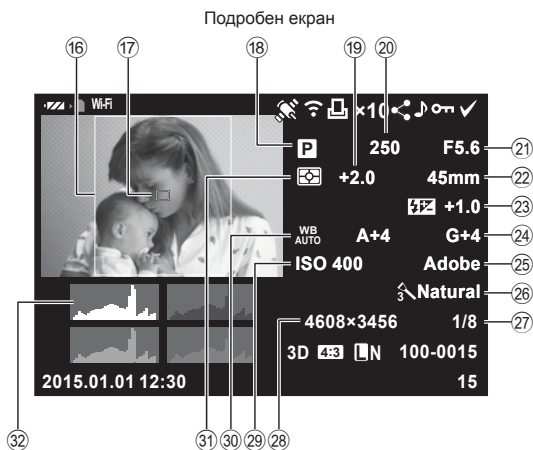 Подробен екран
16 17 18 19 20
Wi-Fi ×10
P 250 F5.6 21
+2.0 45mm 22
+1.0 23
WB AUTO A+4 G+4 24
ISO 400 Adobe 25
3 Natural 26
4608×3456 1/8 27
3D 4:3 L N 100-0015
2015.01.01 12:30 15
32 31 30 29 28